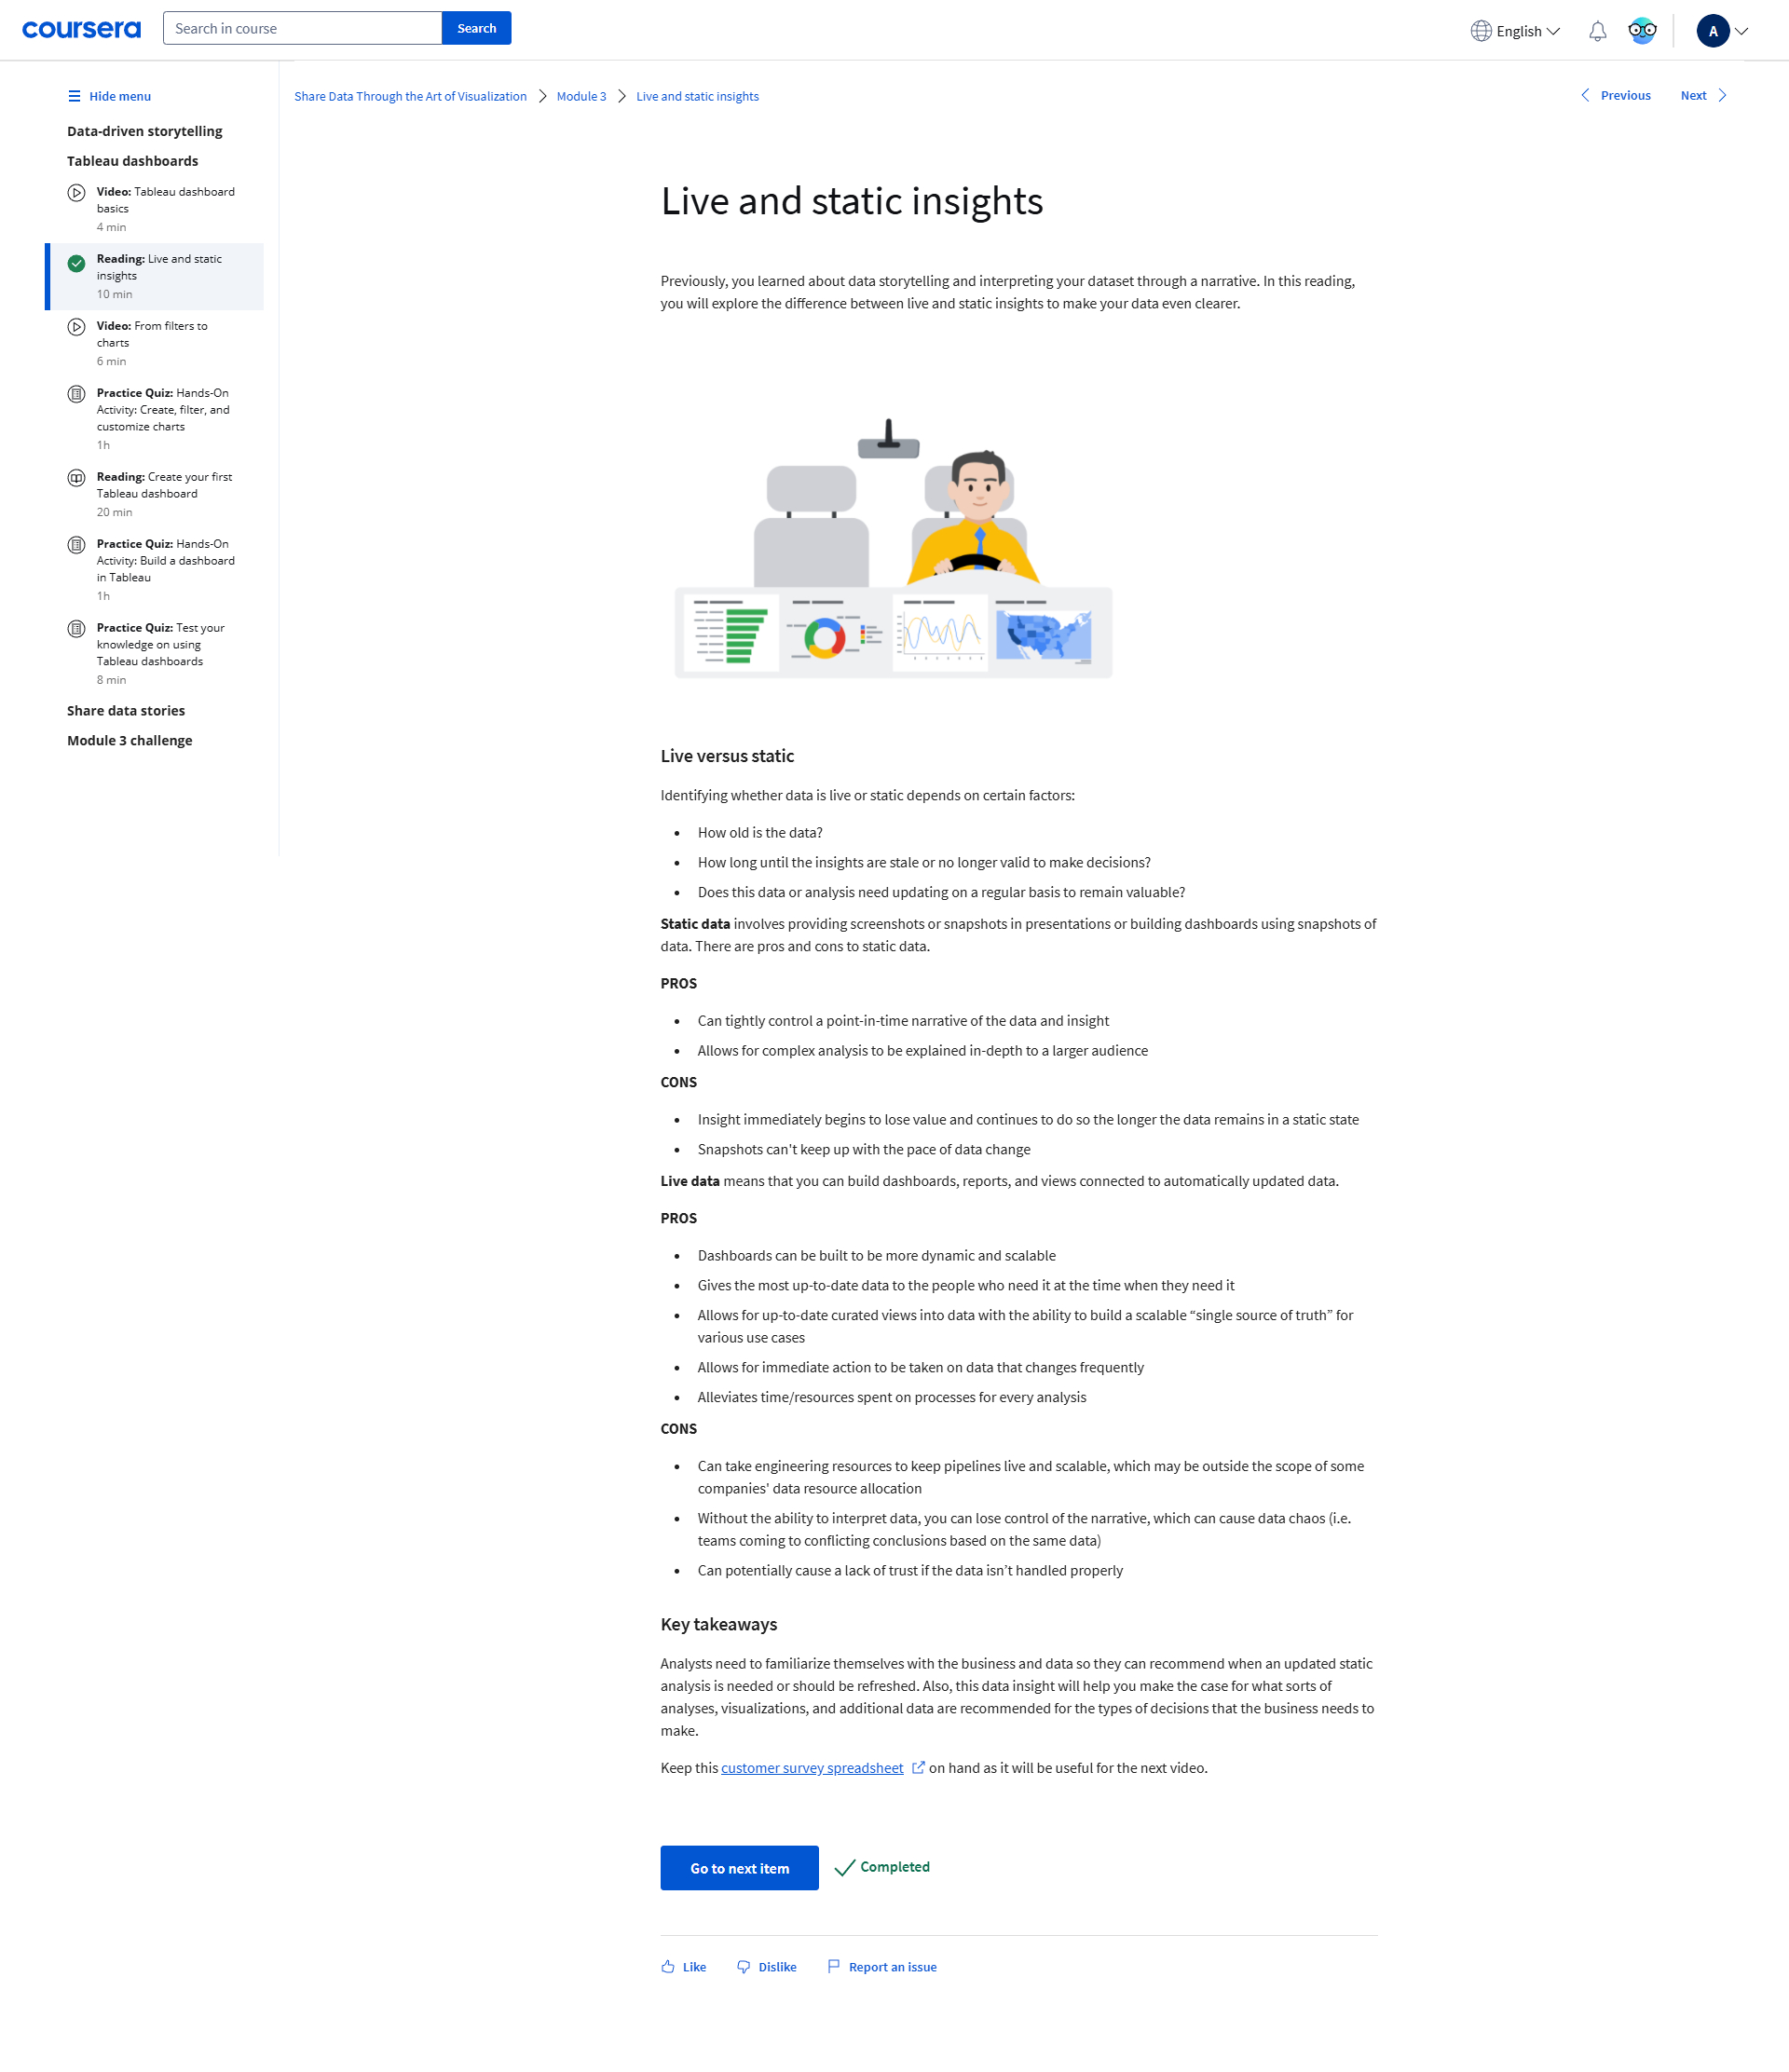 coursera
Search in course
Search
English
A
Hide menu
Share Data Through the Art of Visualization
Module 3
Live and static insights
Previous
Next
Data-driven storytelling
Tableau dashboards
Video: Tableau dashboard
basics
4 min
Reading: Live and static
insights
10 min
Video: From filters to
charts
6 min
Practice Quiz: Hands-On
Activity: Create, filter, and
customize charts
1h
Reading: Create your first
Tableau dashboard
20 min
Practice Quiz: Hands-On
Activity: Build a dashboard
in Tableau
1h
Practice Quiz: Test your
knowledge on using
Tableau dashboards
8 min
Share data stories
Module 3 challenge
Live and static insights
Previously, you learned about data storytelling and interpreting your dataset through a narrative. In this reading,
you will explore the difference between live and static insights to make your data even clearer.
Live versus static
Identifying whether data is live or static depends on certain factors:
• How old is the data?
• How long until the insights are stale or no longer valid to make decisions?
• Does this data or analysis need updating on a regular basis to remain valuable?
Static data involves providing screenshots or snapshots in presentations or building dashboards using snapshots of
data. There are pros and cons to static data.
PROS
• Can tightly control a point-in-time narrative of the data and insight
• Allows for complex analysis to be explained in-depth to a larger audience
CONS
• Insight immediately begins to lose value and continues to do so the longer the data remains in a static state
• Snapshots can't keep up with the pace of data change
Live data means that you can build dashboards, reports, and views connected to automatically updated data.
PROS
• Dashboards can be built to be more dynamic and scalable
• Gives the most up-to-date data to the people who need it at the time when they need it
• Allows for up-to-date curated views into data with the ability to build a scalable “single source of truth” for
various use cases
• Allows for immediate action to be taken on data that changes frequently
• Alleviates time/resources spent on processes for every analysis
CONS
• Can take engineering resources to keep pipelines live and scalable, which may be outside the scope of some
companies' data resource allocation
• Without the ability to interpret data, you can lose control of the narrative, which can cause data chaos (i.e.
teams coming to conflicting conclusions based on the same data)
• Can potentially cause a lack of trust if the data isn’t handled properly
Key takeaways
Analysts need to familiarize themselves with the business and data so they can recommend when an updated static
analysis is needed or should be refreshed. Also, this data insight will help you make the case for what sorts of
analyses, visualizations, and additional data are recommended for the types of decisions that the business needs to
make.
Keep this customer survey spreadsheet on hand as it will be useful for the next video.
Go to next item
Completed
Like
Dislike
Report an issue